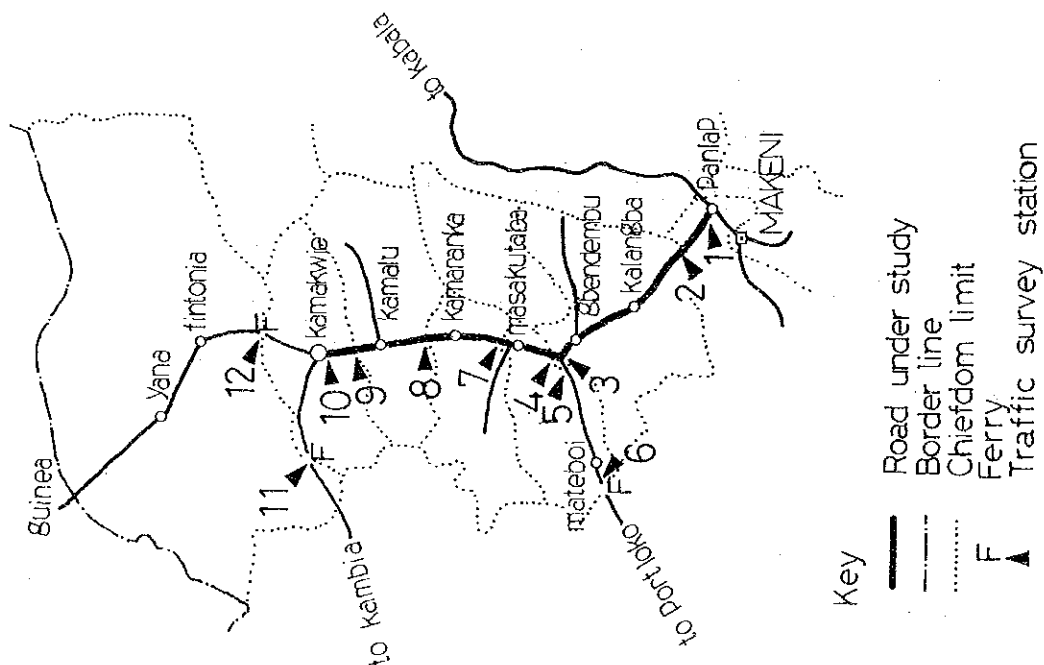 Guinea
Yana
fintonia
F
12
to Kabala
Kamakwie
10
9
F
11
to Kambia
Kamalu
8
Kamaranka
7
masakutaba
4
5
3
Gbendembu
mateboi
F
6
to Port loko
Kalangba
2
Panlap
1
MAKENI
Key
Road under study
Border line
Chiefdom limit
F Ferry
Traffic survey station